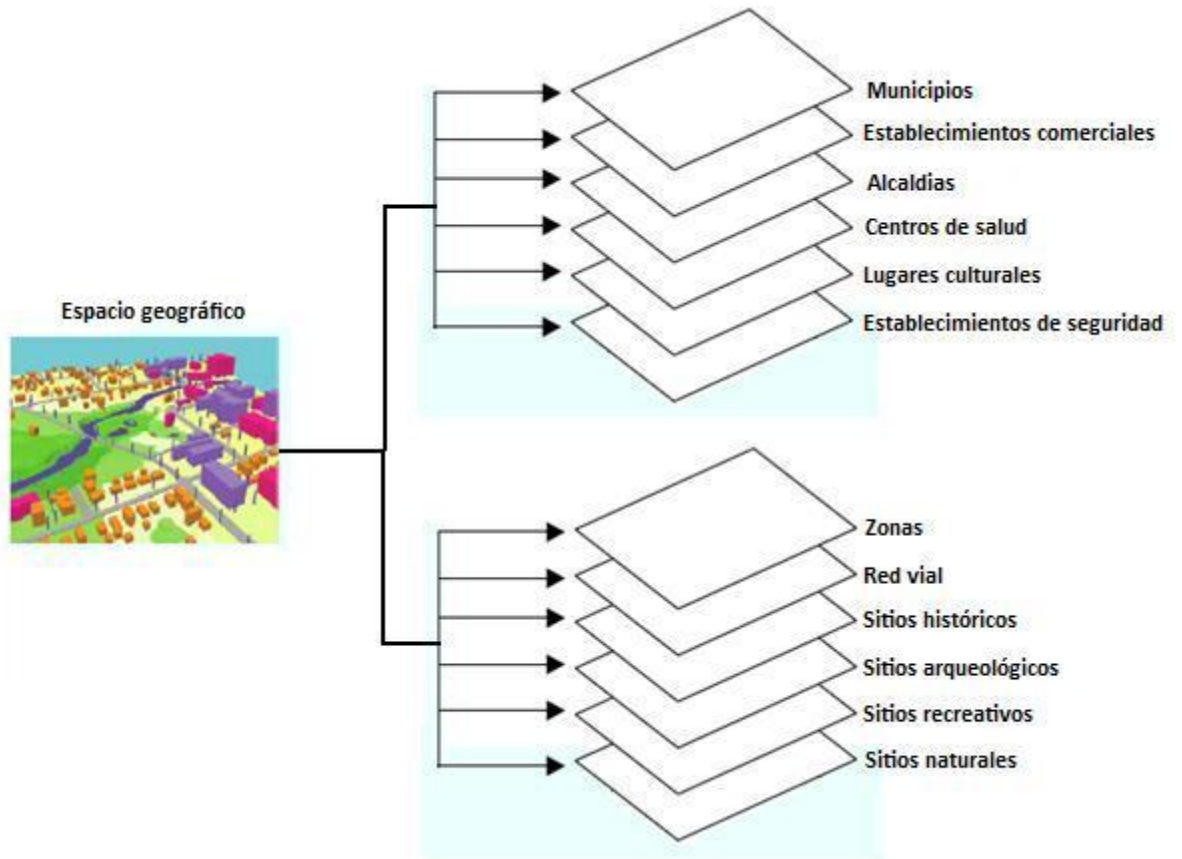 Municipios
Establecimientos comerciales
Alcaldias
Centros de salud
Lugares culturales
Establecimientos de seguridad
Espacio geográfico
Zonas
Red vial
Sitios históricos
Sitios arqueológicos
Sitios recreativos
Sitios naturales